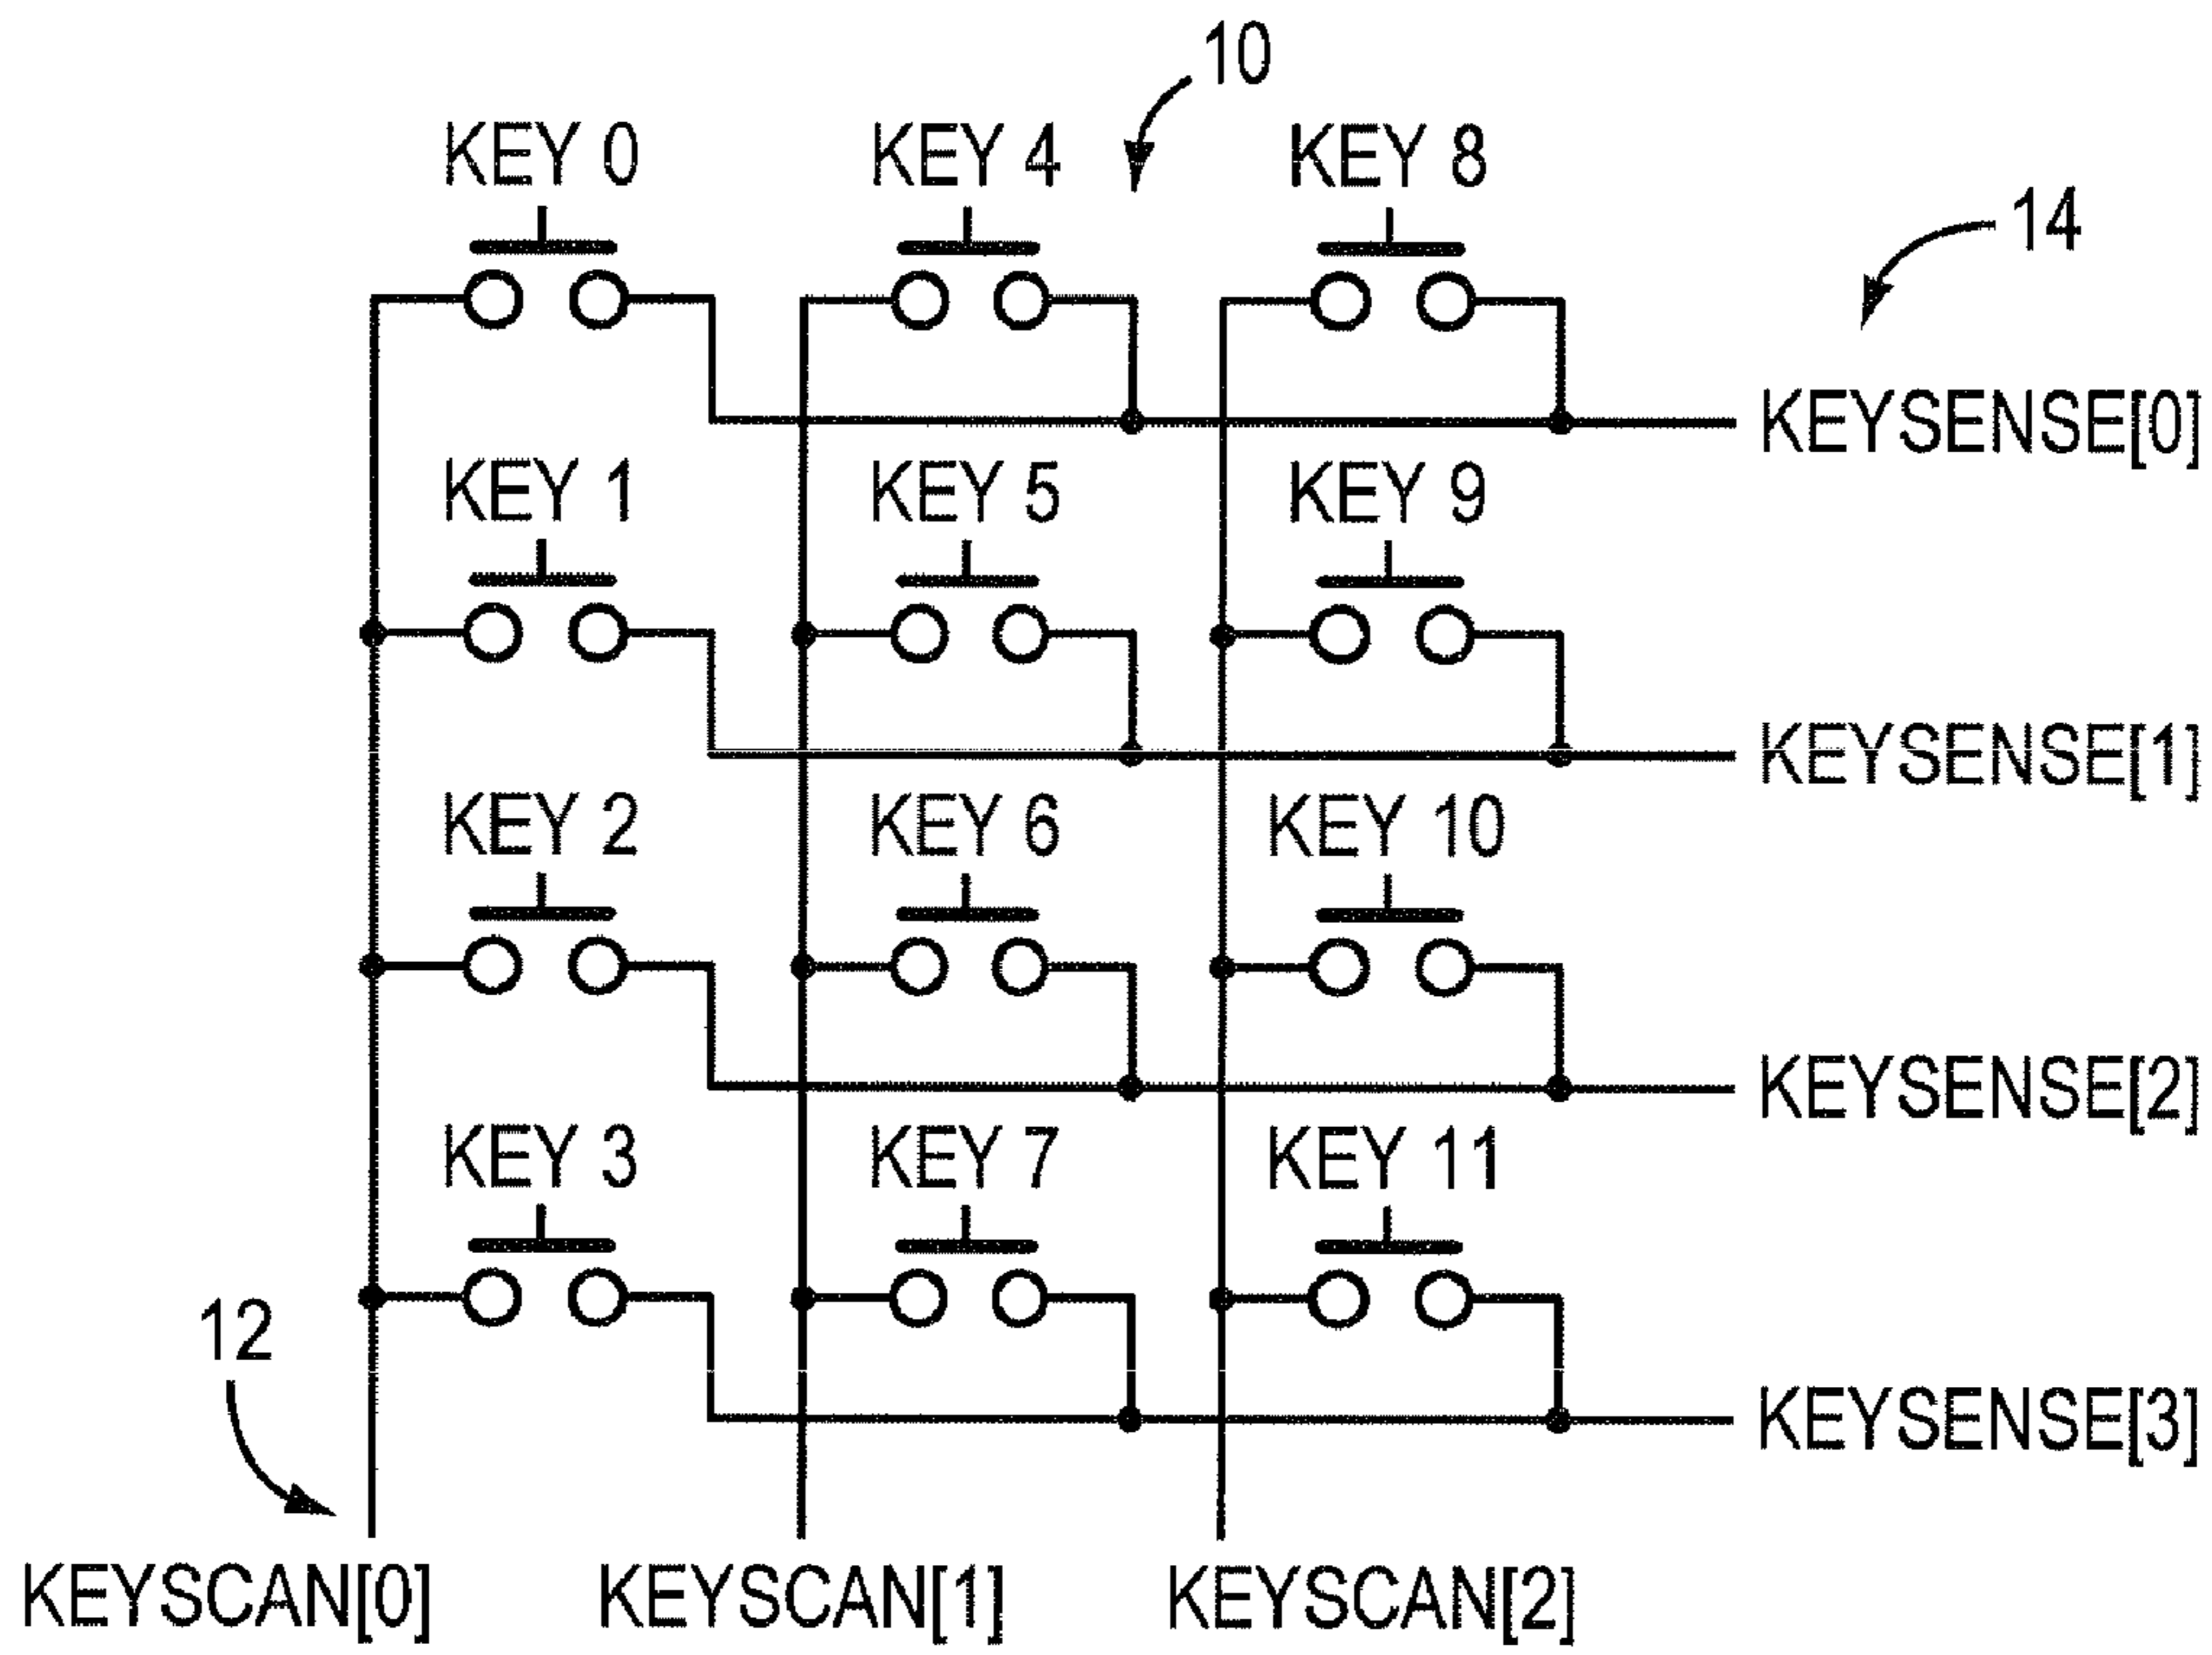 10
KEY 0 KEY 4 KEY 8
14
KEYSENSE[0]
KEY 1 KEY 5 KEY 9
KEYSENSE[1]
KEY 2 KEY 6 KEY 10
KEYSENSE[2]
KEY 3 KEY 7 KEY 11
12
KEYSENSE[3]
KEYSCAN[0] KEYSCAN[1] KEYSCAN[2]